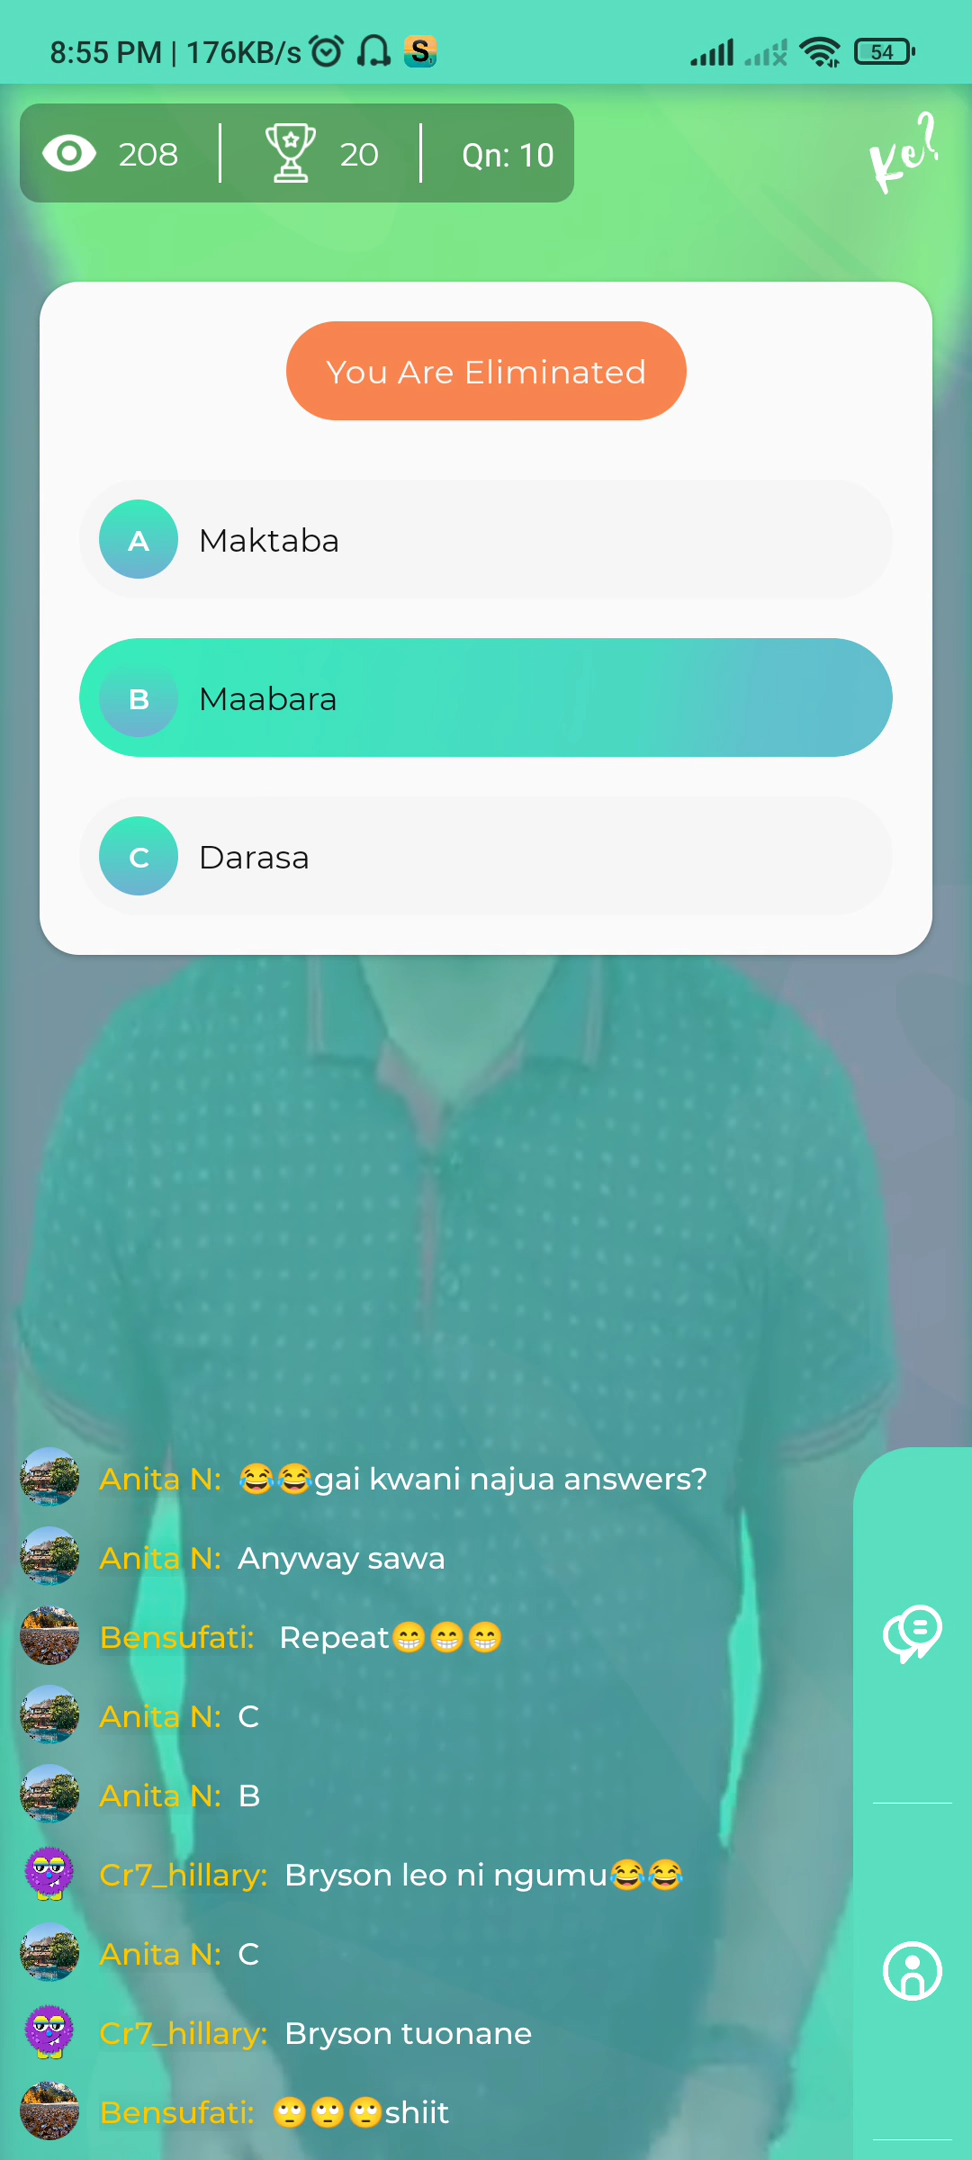 8:55 PM | 176KB/s S 54
208 20 Qn: 10
Ke?
You Are Eliminated
A Maktaba
B Maabara
C Darasa
Anita N: 😂😂gai kwani najua answers?
Anita N: Anyway sawa
Bensufati: Repeat😁😁😁
Anita N: C
Anita N: B
Cr7_hillary: Bryson leo ni ngumu😂😂
Anita N: C
Cr7_hillary: Bryson tuonane
Bensufati: 🙄🙄🙄shiit